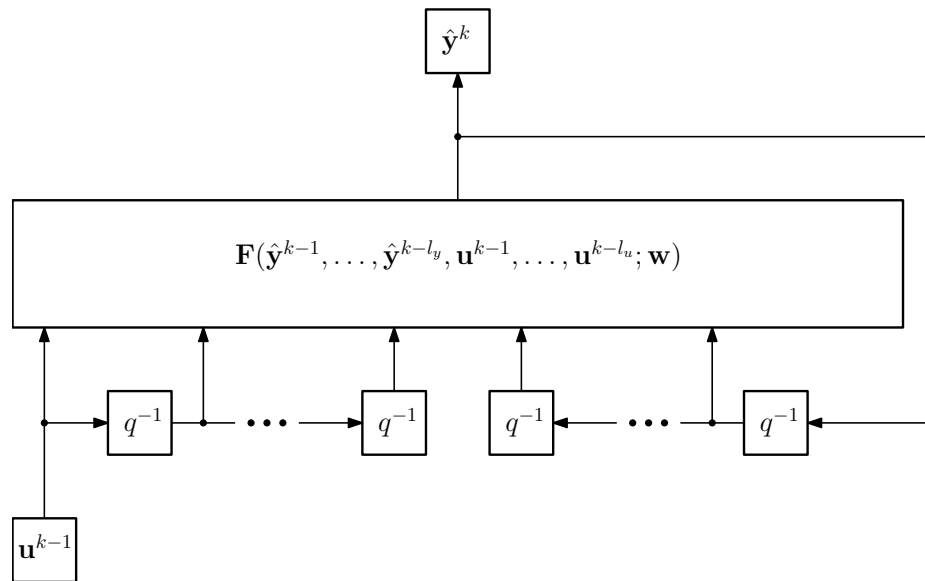 ŷ^k
F(ŷ^{k−1}, . . . , ŷ^{k−l_y}, u^{k−1}, . . . , u^{k−l_u}; w)
q^{−1} ••• q^{−1} q^{−1} ••• q^{−1}
u^{k−1}